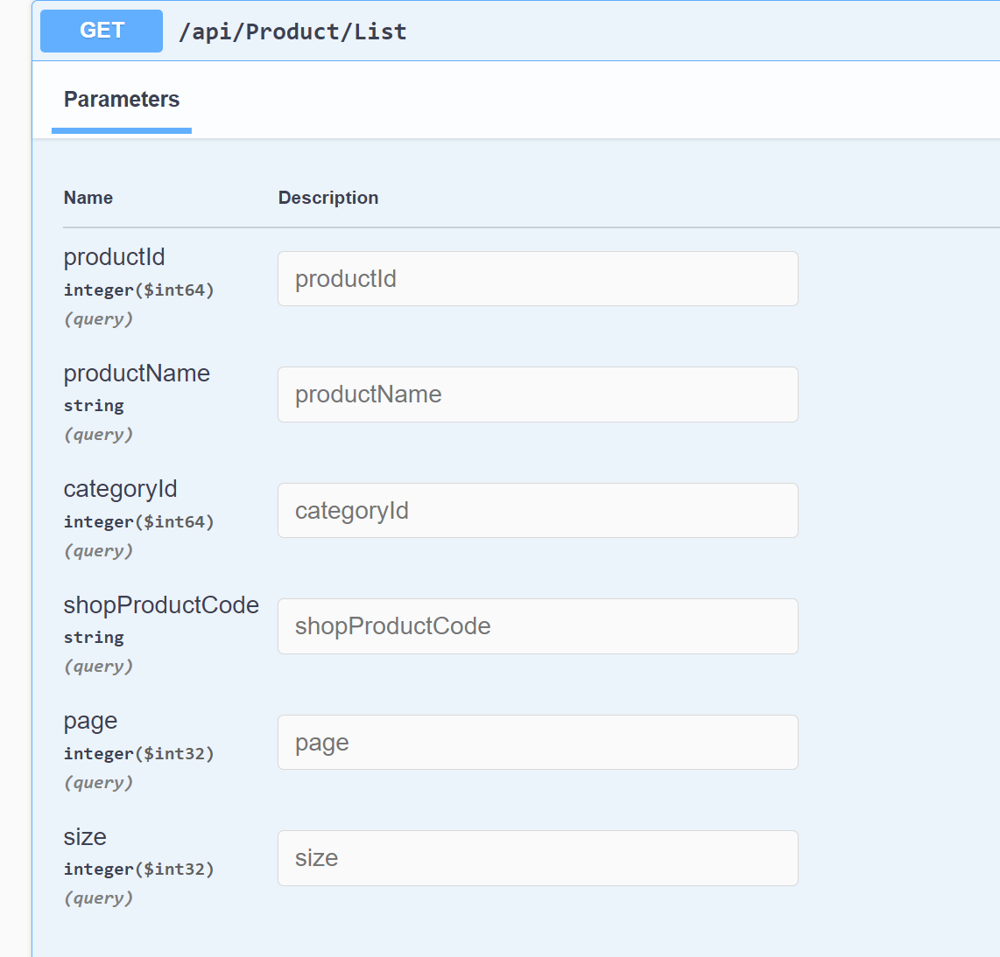 GET /api/Product/List
Parameters
Name Description
productId
integer($int64)
(query)
productId
productName
string
(query)
productName
categoryId
integer($int64)
(query)
categoryId
shopProductCode
string
(query)
shopProductCode
page
integer($int32)
(query)
page
size
integer($int32)
(query)
size